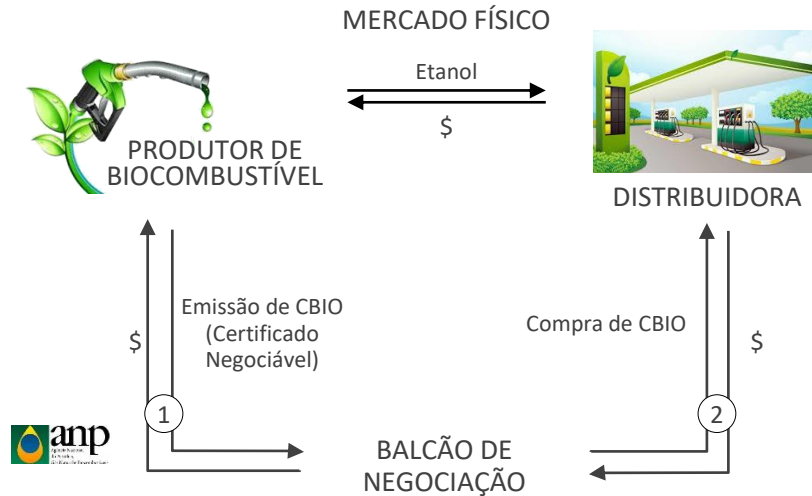 MERCADO FÍSICO
Etanol
$
PRODUTOR DE
BIOCOMBUSTÍVEL
DISTRIBUIDORA
$
Emissão de CBIO
(Certificado
Negociável)
Compra de CBIO
$
1
2
anp
BALCÃO DE
NEGOCIAÇÃO